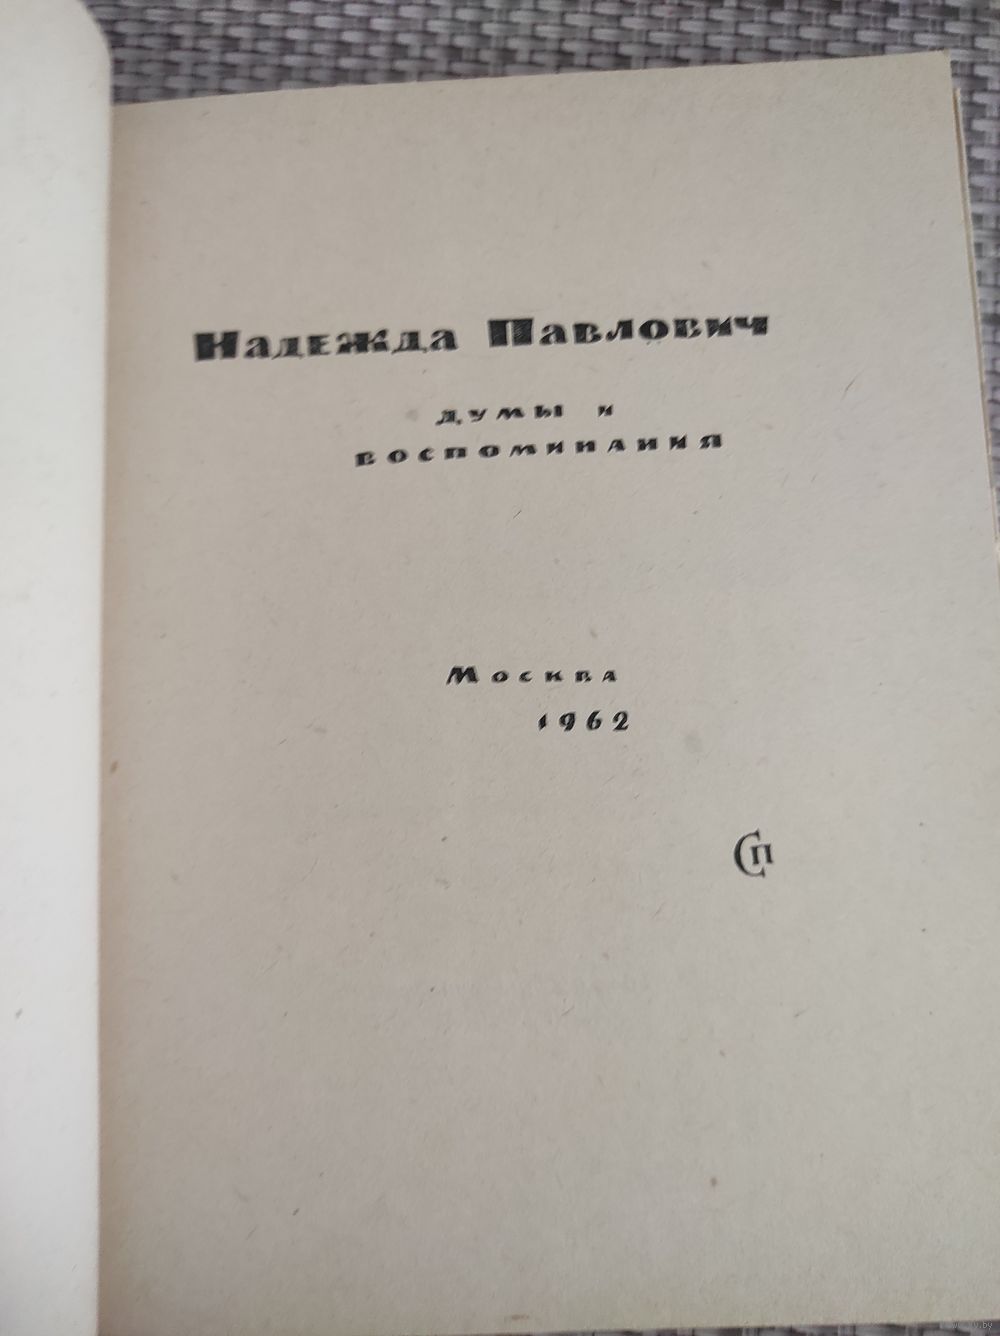 Надежда Павлович
думы и
воспоминания
Москва
1962
Сп